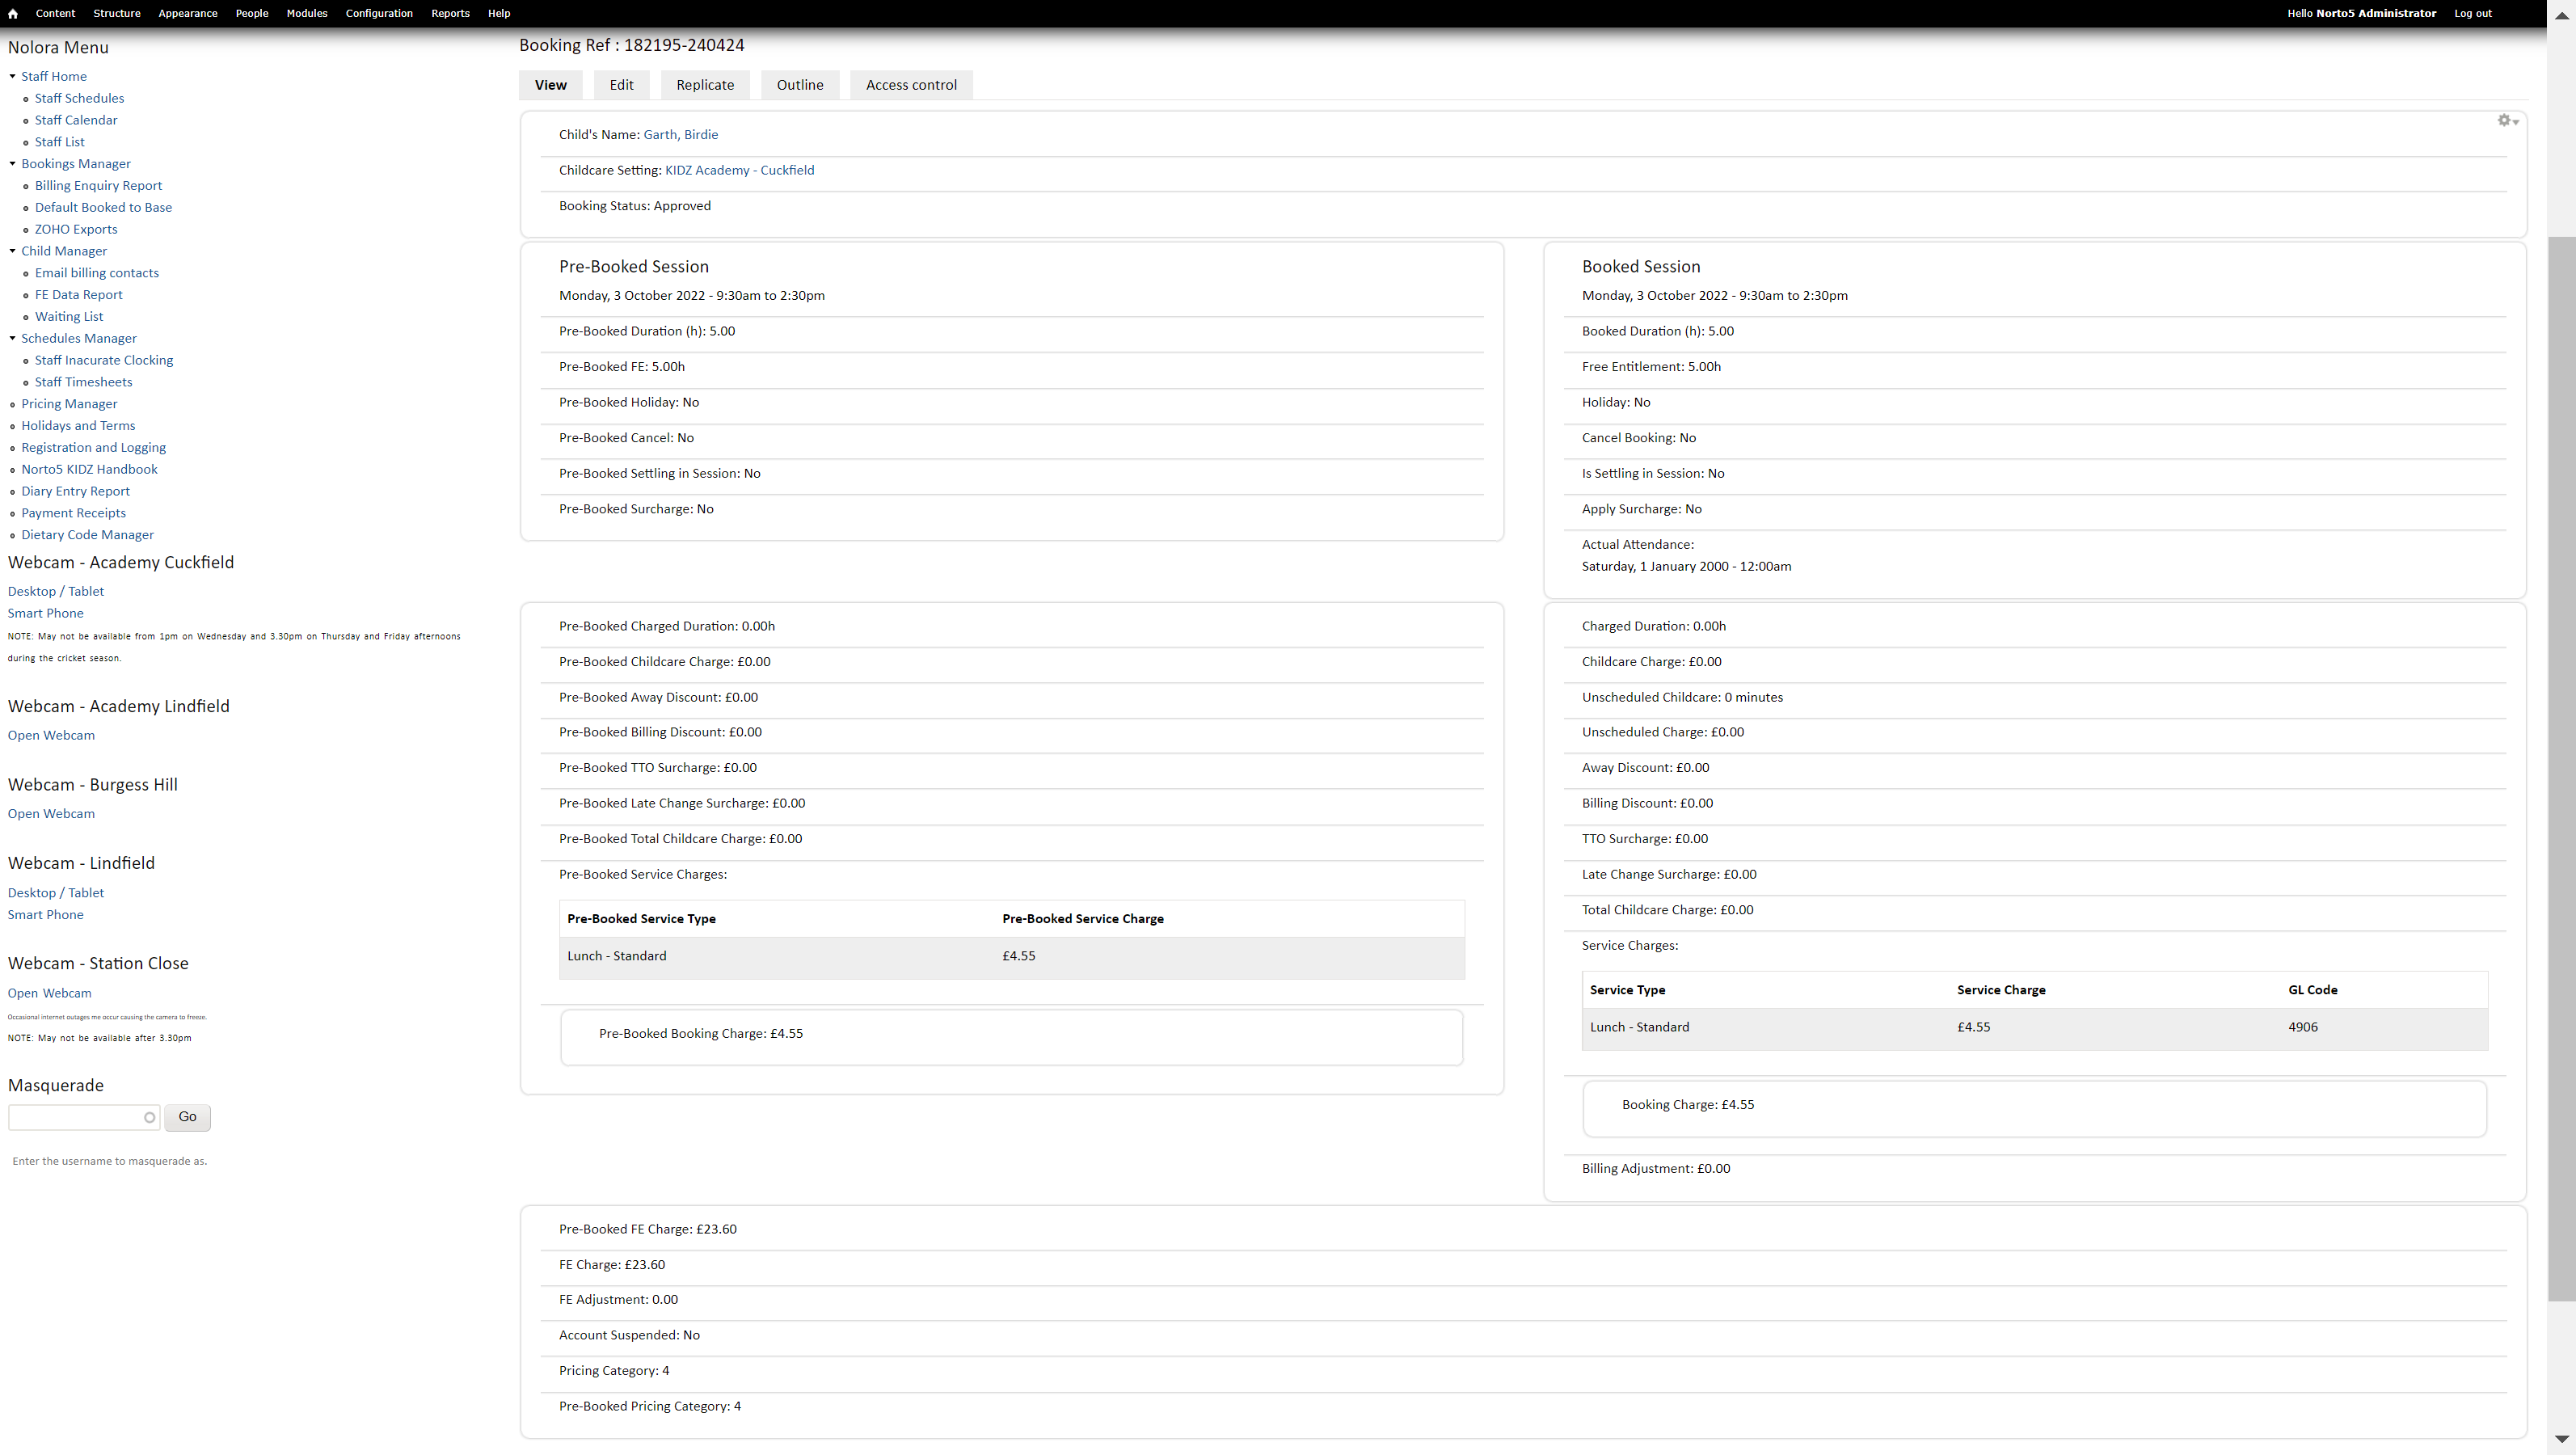 Content Structure Appearance People Modules Configuration Reports Help
Hello Norto5 Administrator Log out
Nolora Menu
Staff Home
Staff Schedules
Staff Calendar
Staff List
Bookings Manager
Billing Enquiry Report
Default Booked to Base
ZOHO Exports
Child Manager
Email billing contacts
FE Data Report
Waiting List
Schedules Manager
Staff Inacurate Clocking
Staff Timesheets
Pricing Manager
Holidays and Terms
Registration and Logging
Norto5 KIDZ Handbook
Diary Entry Report
Payment Receipts
Dietary Code Manager
Webcam - Academy Cuckfield
Desktop / Tablet
Smart Phone
NOTE: May not be available from 1pm on Wednesday and 3.30pm on Thursday and Friday afternoons
during the cricket season.
Webcam - Academy Lindfield
Open Webcam
Webcam - Burgess Hill
Open Webcam
Webcam - Lindfield
Desktop / Tablet
Smart Phone
Webcam - Station Close
Open Webcam
Occasional internet outages me occur causing the camera to freeze.
NOTE: May not be available after 3.30pm
Masquerade
Go
Enter the username to masquerade as.
Booking Ref : 182195-240424
View Edit Replicate Outline Access control
Child's Name: Garth, Birdie
Childcare Setting: KIDZ Academy - Cuckfield
Booking Status: Approved
Pre-Booked Session
Monday, 3 October 2022 - 9:30am to 2:30pm
Pre-Booked Duration (h): 5.00
Pre-Booked FE: 5.00h
Pre-Booked Holiday: No
Pre-Booked Cancel: No
Pre-Booked Settling in Session: No
Pre-Booked Surcharge: No
Booked Session
Monday, 3 October 2022 - 9:30am to 2:30pm
Booked Duration (h): 5.00
Free Entitlement: 5.00h
Holiday: No
Cancel Booking: No
Is Settling in Session: No
Apply Surcharge: No
Actual Attendance:
Saturday, 1 January 2000 - 12:00am
Pre-Booked Charged Duration: 0.00h
Pre-Booked Childcare Charge: £0.00
Pre-Booked Away Discount: £0.00
Pre-Booked Billing Discount: £0.00
Pre-Booked TTO Surcharge: £0.00
Pre-Booked Late Change Surcharge: £0.00
Pre-Booked Total Childcare Charge: £0.00
Pre-Booked Service Charges:
Pre-Booked Service Type Pre-Booked Service Charge
Lunch - Standard £4.55
Pre-Booked Booking Charge: £4.55
Charged Duration: 0.00h
Childcare Charge: £0.00
Unscheduled Childcare: 0 minutes
Unscheduled Charge: £0.00
Away Discount: £0.00
Billing Discount: £0.00
TTO Surcharge: £0.00
Late Change Surcharge: £0.00
Total Childcare Charge: £0.00
Service Charges:
Service Type Service Charge GL Code
Lunch - Standard £4.55 4906
Booking Charge: £4.55
Billing Adjustment: £0.00
Pre-Booked FE Charge: £23.60
FE Charge: £23.60
FE Adjustment: 0.00
Account Suspended: No
Pricing Category: 4
Pre-Booked Pricing Category: 4